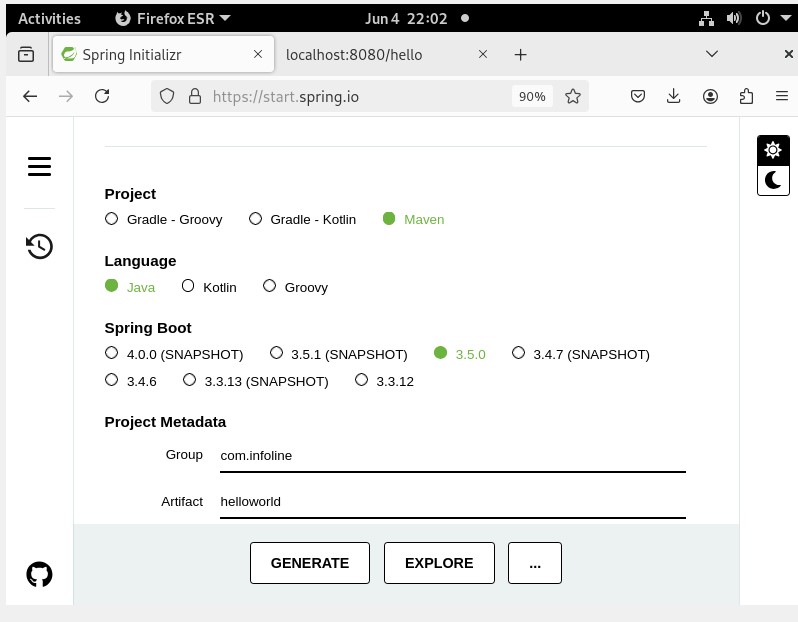 Activities Firefox ESR Jun 4 22:02
Spring Initializr localhost:8080/hello
https://start.spring.io 90%
Project
Gradle - Groovy Gradle - Kotlin Maven
Language
Java Kotlin Groovy
Spring Boot
4.0.0 (SNAPSHOT) 3.5.1 (SNAPSHOT) 3.5.0 3.4.7 (SNAPSHOT)
3.4.6 3.3.13 (SNAPSHOT) 3.3.12
Project Metadata
Group com.infoline
Artifact helloworld
GENERATE EXPLORE ...